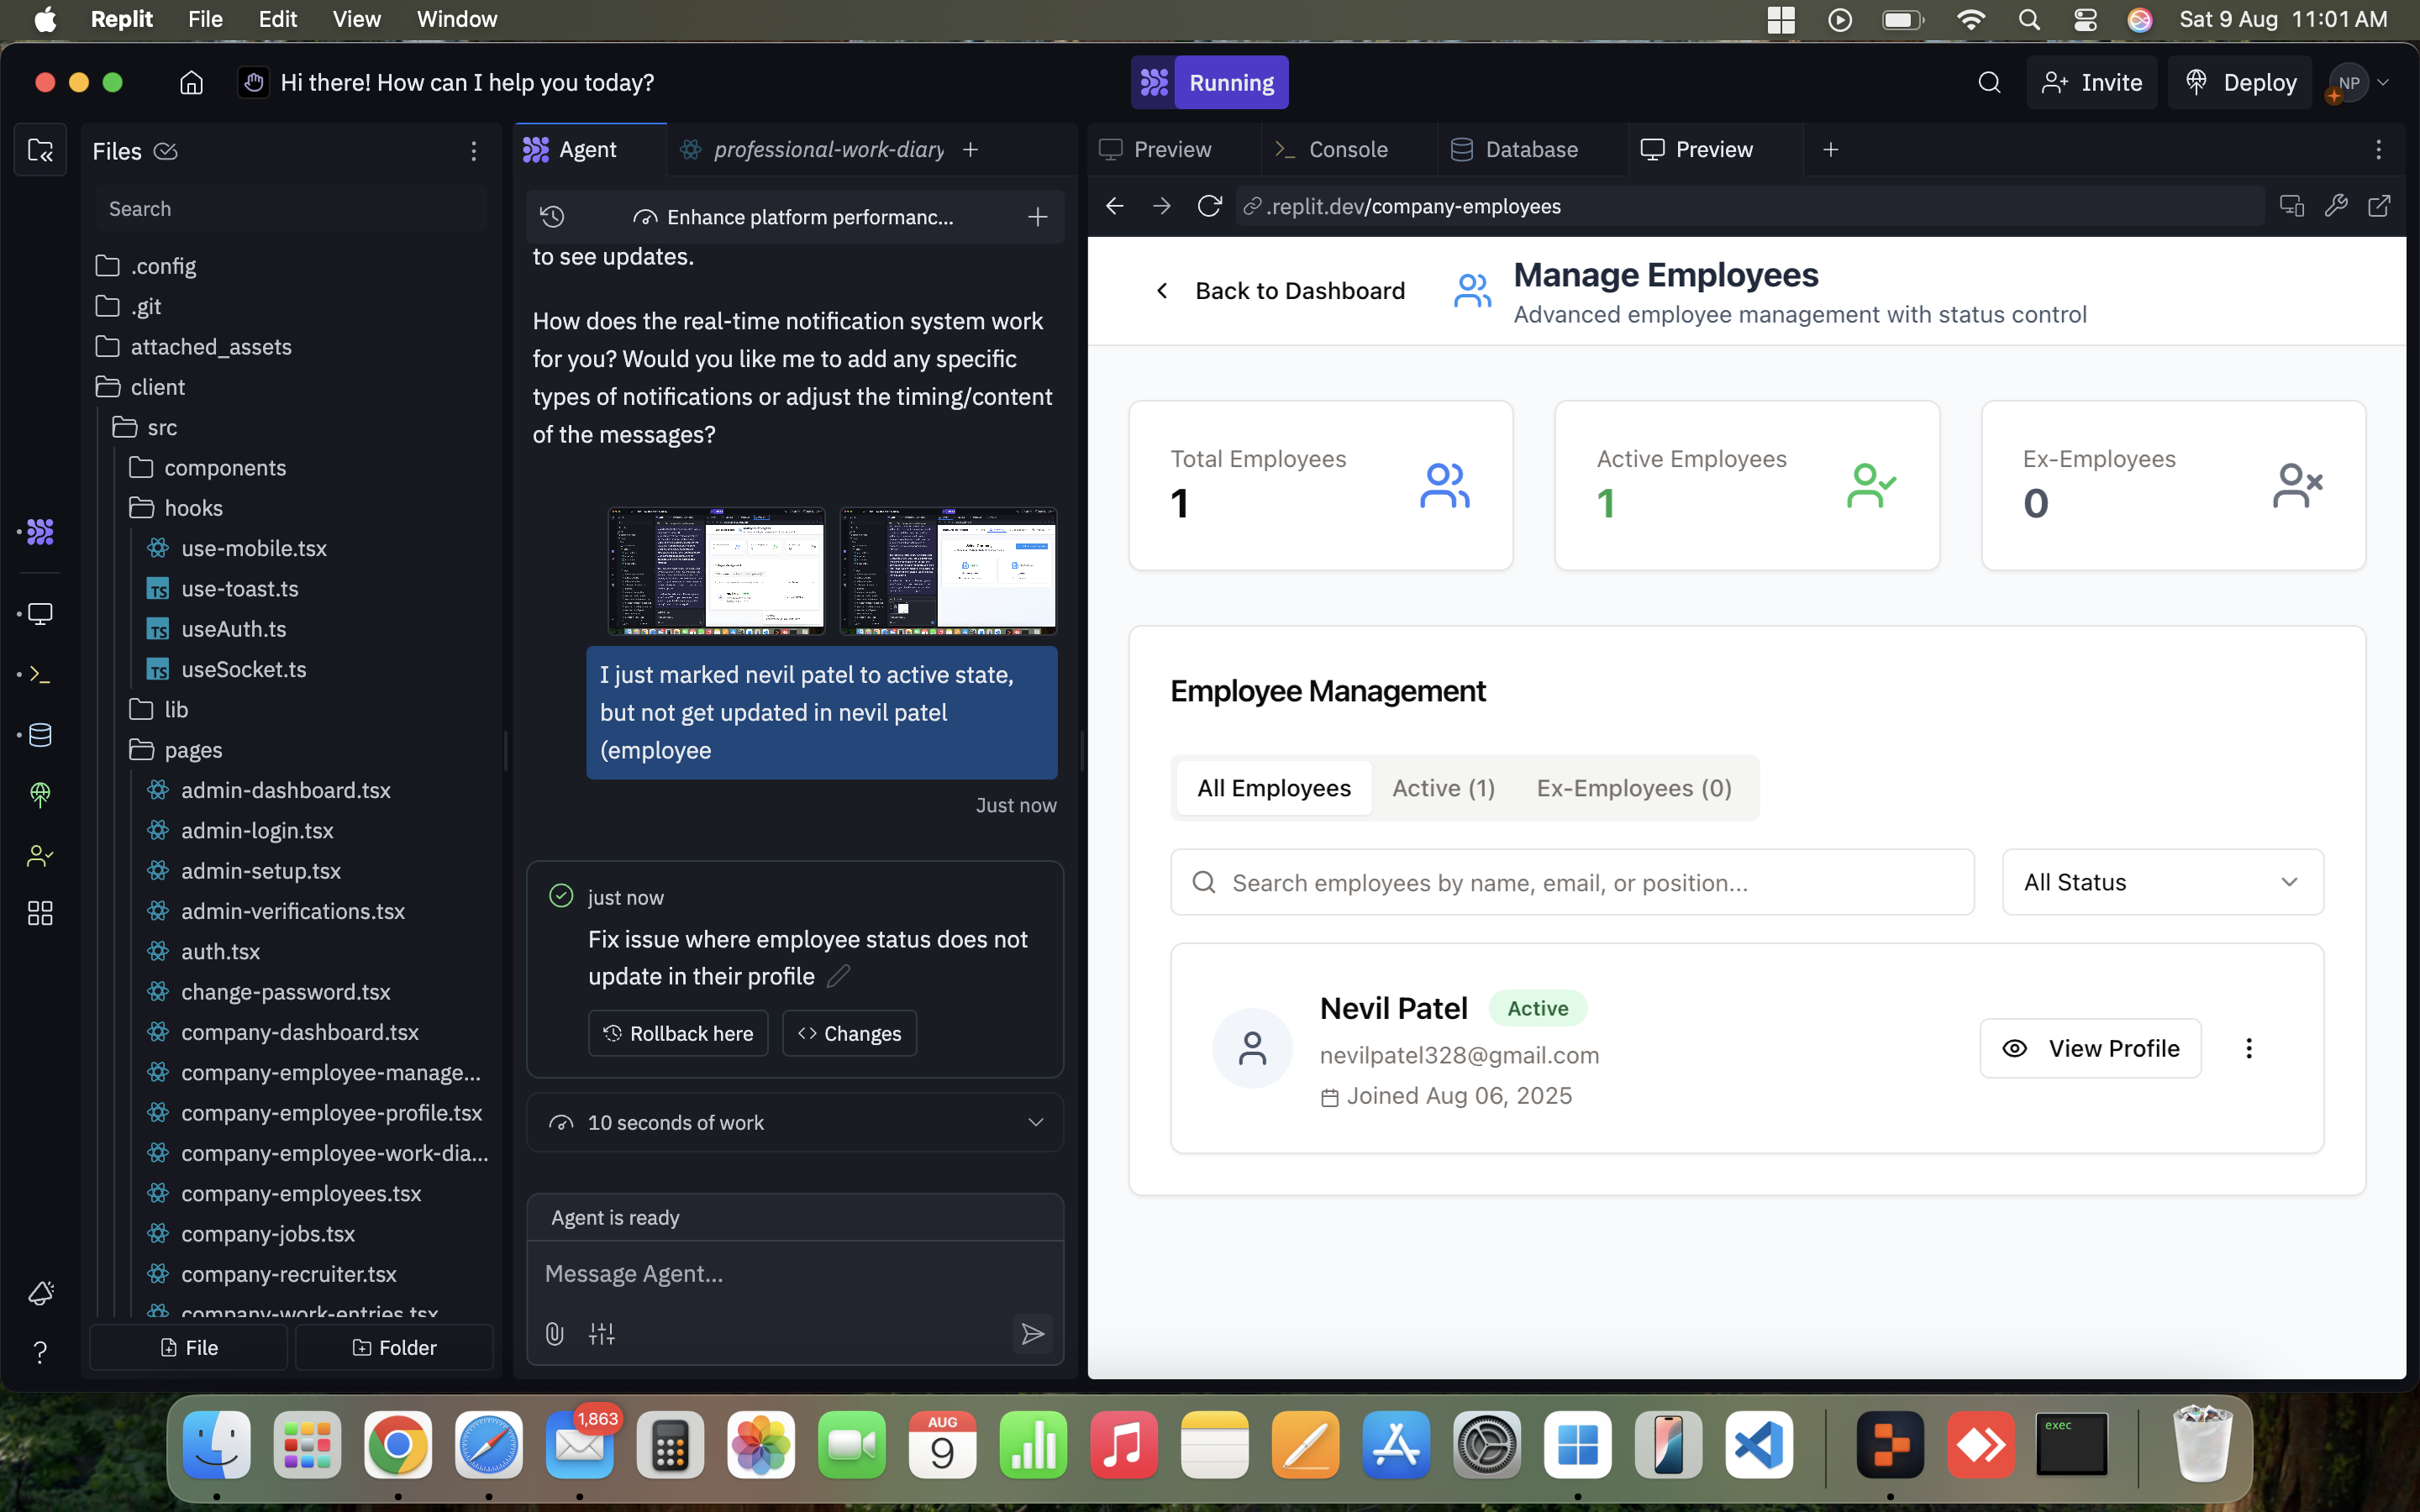 Replit File Edit View Window Sat 9 Aug 11:01 AM
Hi there! How can I help you today?
Running
Invite
Deploy
NP
Files
Search
.config
.git
attached_assets
client
src
components
hooks
use-mobile.tsx
TS use-toast.ts
TS useAuth.ts
TS useSocket.ts
lib
pages
admin-dashboard.tsx
admin-login.tsx
admin-setup.tsx
admin-verifications.tsx
auth.tsx
change-password.tsx
company-dashboard.tsx
company-employee-manage...
company-employee-profile.tsx
company-employee-work-dia...
company-employees.tsx
company-jobs.tsx
company-recruiter.tsx
company-work-entries.tsx
File
Folder
Agent
professional-work-diary
Enhance platform performanc...
to see updates.
How does the real-time notification system work
for you? Would you like me to add any specific
types of notifications or adjust the timing/content
of the messages?
I just marked nevil patel to active state,
but not get updated in nevil patel
(employee
Just now
just now
Fix issue where employee status does not
update in their profile
Rollback here
Changes
10 seconds of work
Agent is ready
Message Agent...
Preview
Console
Database
Preview
.replit.dev/company-employees
Back to Dashboard
Manage Employees
Advanced employee management with status control
Total Employees
1
Active Employees
1
Ex-Employees
0
Employee Management
All Employees
Active (1)
Ex-Employees (0)
Search employees by name, email, or position...
All Status
Nevil Patel
Active
nevilpatel328@gmail.com
Joined Aug 06, 2025
View Profile
1,863
AUG
9
exec